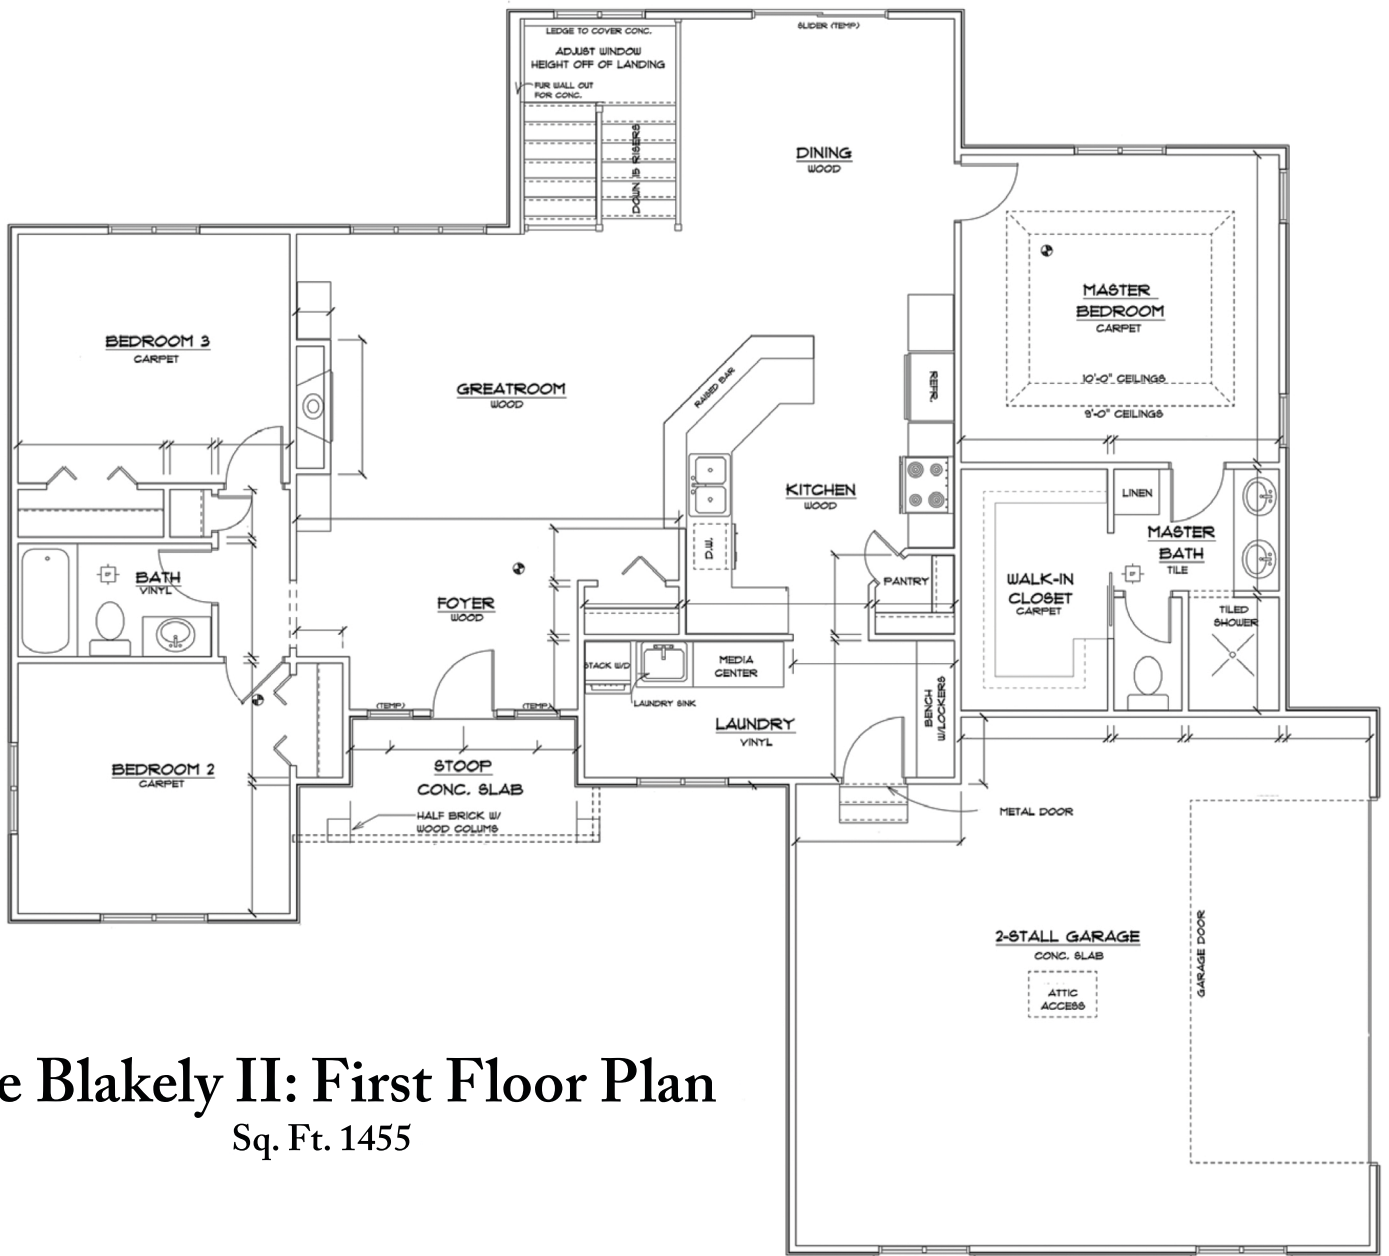 LEDGE TO COVER CONC.
ADJUST WINDOW
HEIGHT OFF OF LANDING
FUR WALL OUT
FOR CONC.
DOWN 15 RISERS
SLIDER (TEMP)
DINING
WOOD
MASTER
BEDROOM
CARPET
10'-0" CEILINGS
9'-0" CEILINGS
BEDROOM 3
CARPET
GREATROOM
WOOD
RAISED BAR
REFR.
KITCHEN
WOOD
D.W.
PANTRY
LINEN
MASTER
BATH
TILE
WALK-IN
CLOSET
CARPET
TILED
SHOWER
BATH
VINYL
FOYER
WOOD
STACK W/D
MEDIA
CENTER
LAUNDRY SINK
BENCH
W/LOCKERS
LAUNDRY
VINYL
(TEMP)
(TEMP)
STOOP
CONC. SLAB
HALF BRICK W/
WOOD COLUMS
BEDROOM 2
CARPET
METAL DOOR
2-STALL GARAGE
CONC. SLAB
ATTIC
ACCESS
GARAGE DOOR
e Blakely II: First Floor Plan
Sq. Ft. 1455